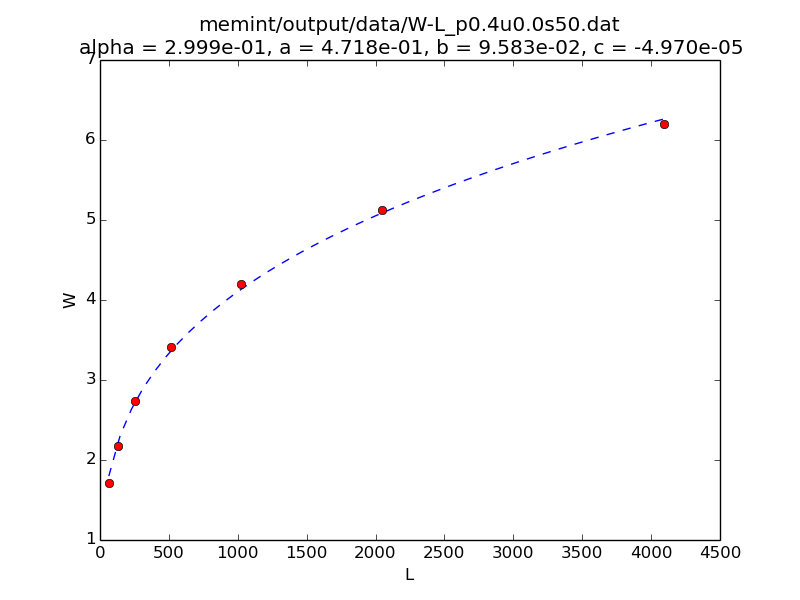 memint/output/data/W-L_p0.4u0.0s50.dat
alpha = 2.999e-01, a = 4.718e-01, b = 9.583e-02, c = -4.970e-05
7
6
5
4
3
2
1
W
0 500 1000 1500 2000 2500 3000 3500 4000 4500
L